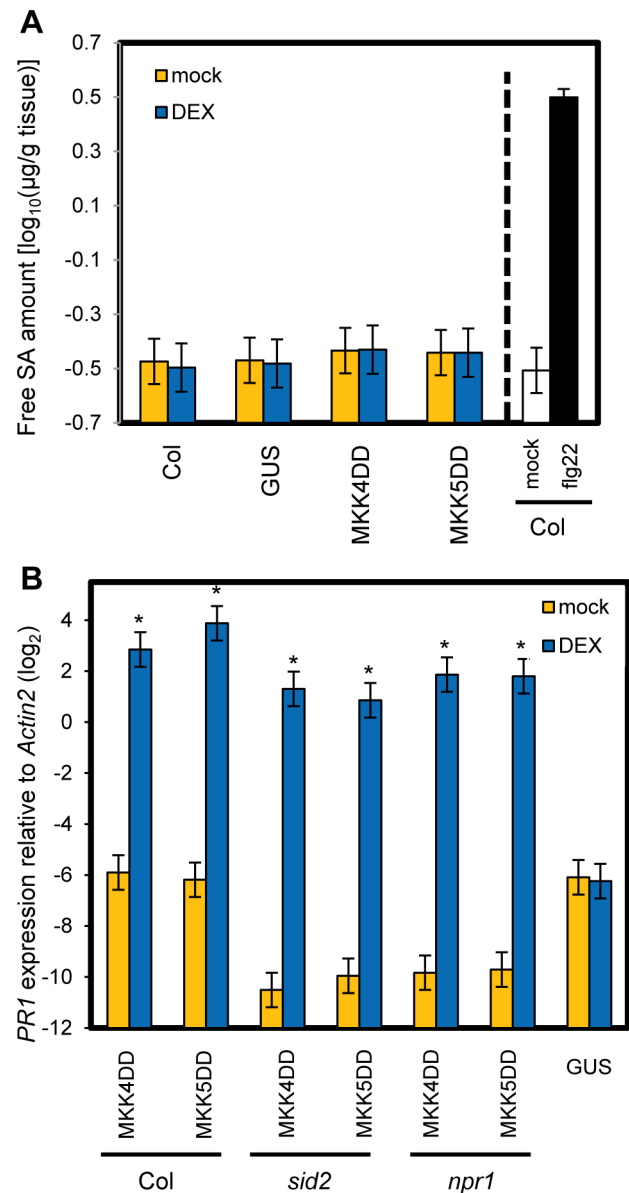 A
Free SA amount [log10(µg/g tissue)]
0.7
0.5
0.3
0.1
-0.1
-0.3
-0.5
-0.7
mock
DEX
Col
GUS
MKK4DD
MKK5DD
mock
flg22
Col
B
PR1 expression relative to Actin2 (log2)
4
2
0
-2
-4
-6
-8
-10
-12
mock
DEX
* * * * * *
MKK4DD
MKK5DD
MKK4DD
MKK5DD
MKK4DD
MKK5DD
GUS
Col
sid2
npr1